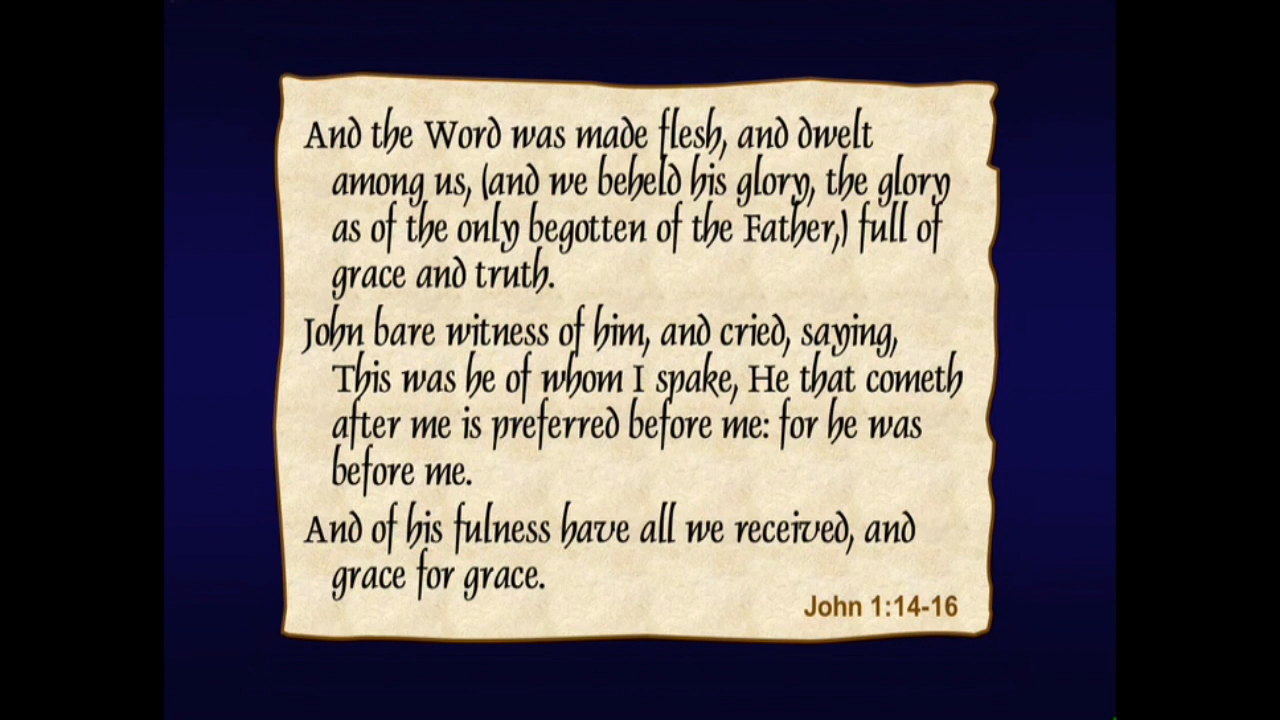 And the Word was made flesh, and dwelt
among us, (and we beheld his glory, the glory
as of the only begotten of the Father,) full of
grace and truth.
John bare witness of him, and cried, saying,
This was he of whom I spake, He that cometh
after me is preferred before me: for he was
before me.
And of his fulness have all we received, and
grace for grace.
John 1:14-16